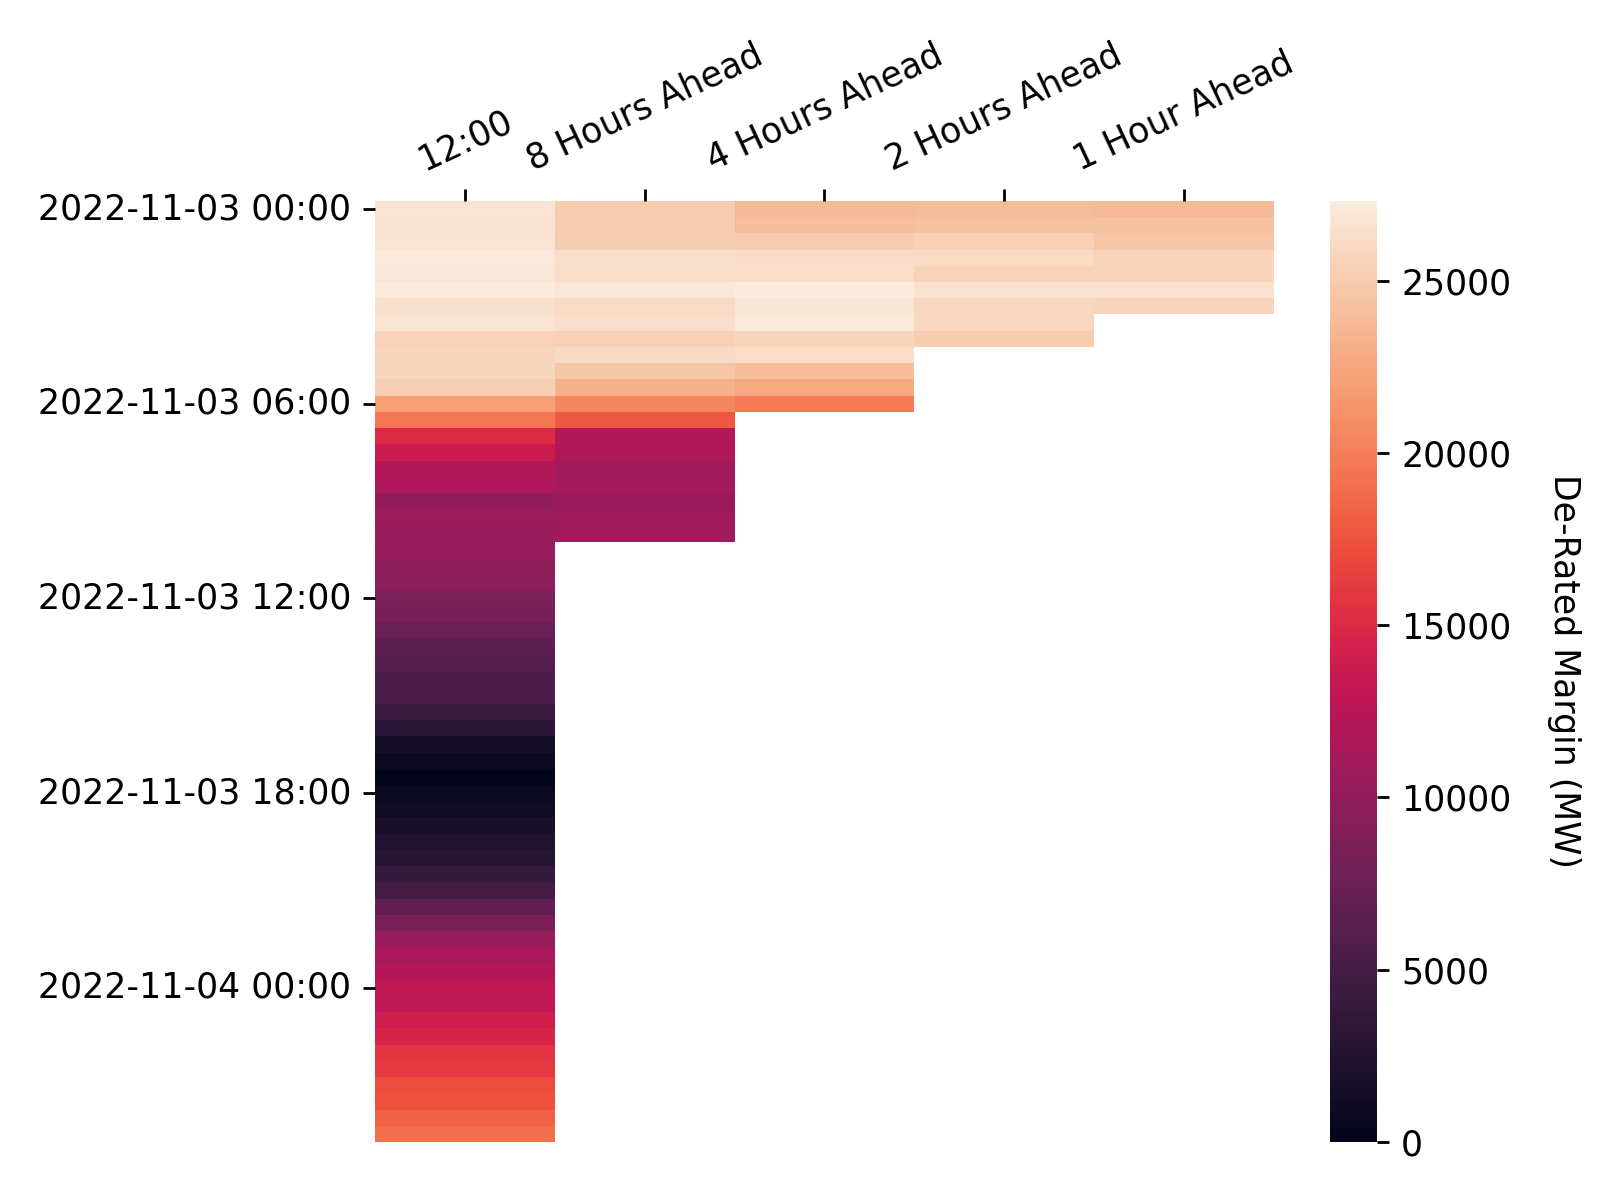 12:00
8 Hours Ahead
4 Hours Ahead
2 Hours Ahead
1 Hour Ahead
2022-11-03 00:00
2022-11-03 06:00
2022-11-03 12:00
2022-11-03 18:00
2022-11-04 00:00
25000
20000
15000
10000
5000
0
De-Rated Margin (MW)